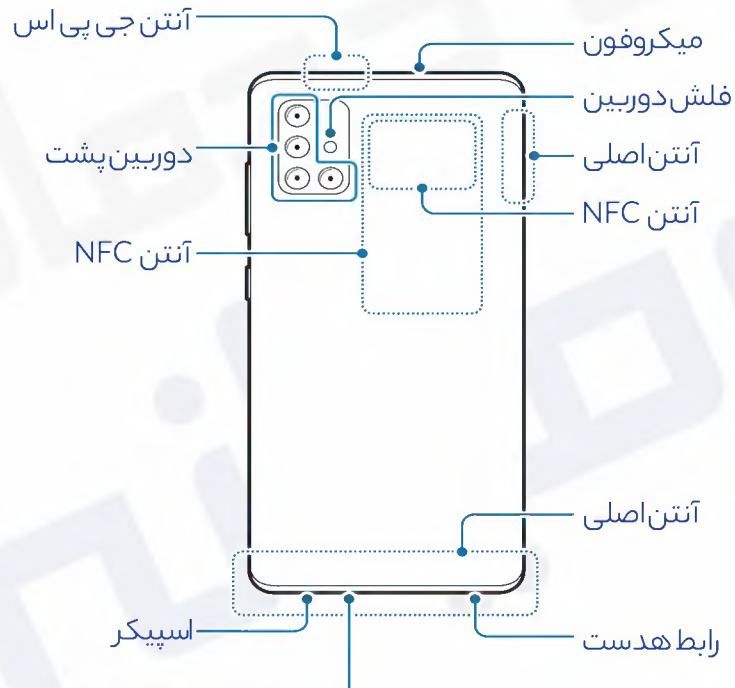 آنتن جی پی اس
میکروفون
فلش دوربین
دوربین پشت
آنتن اصلی
آنتن NFC
آنتن NFC
آنتن اصلی
اسپیکر
رابط هدست